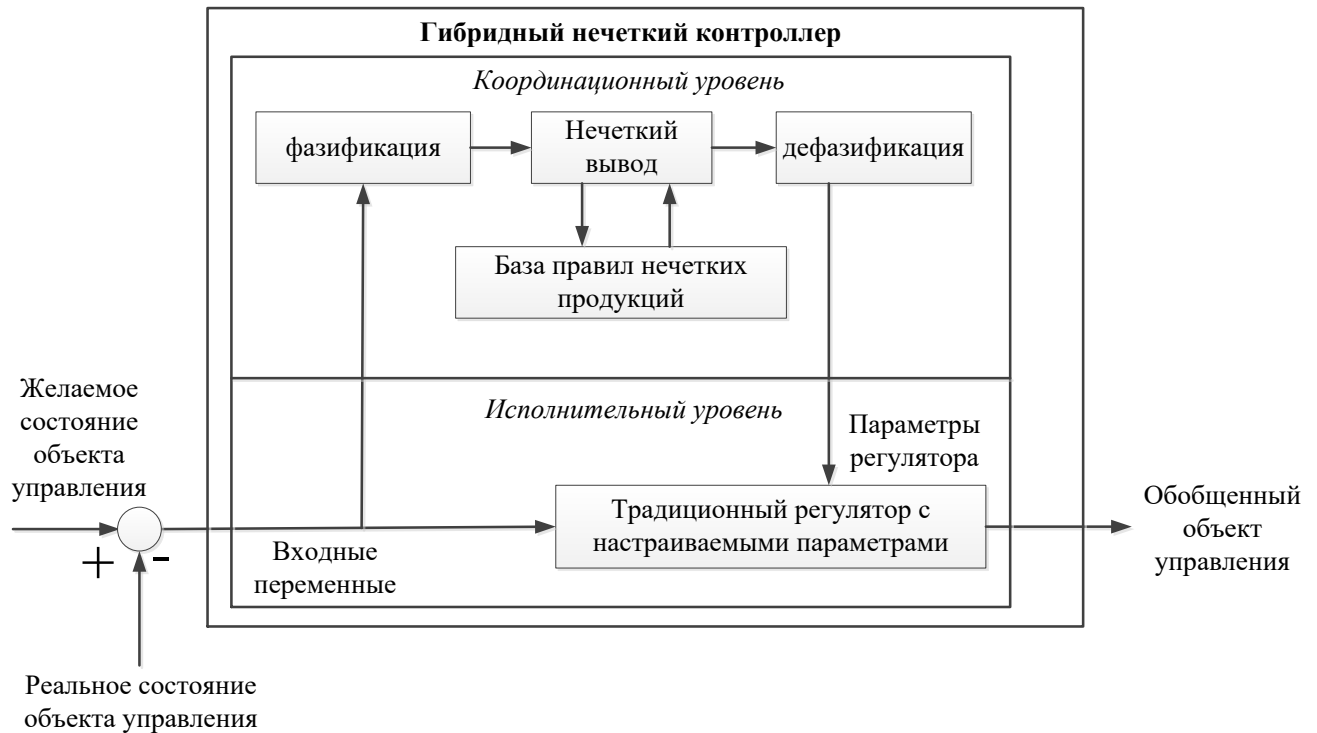 Гибридный нечеткий контроллер
Координационный уровень
фазификация
Нечеткий
вывод
дефазификация
База правил нечетких
продукций
Желаемое
состояние
объекта
управления
Исполнительный уровень
Параметры
регулятора
Традиционный регулятор с
настраиваемыми параметрами
Обобщенный
объект
управления
+
-
Входные
переменные
Реальное состояние
объекта управления